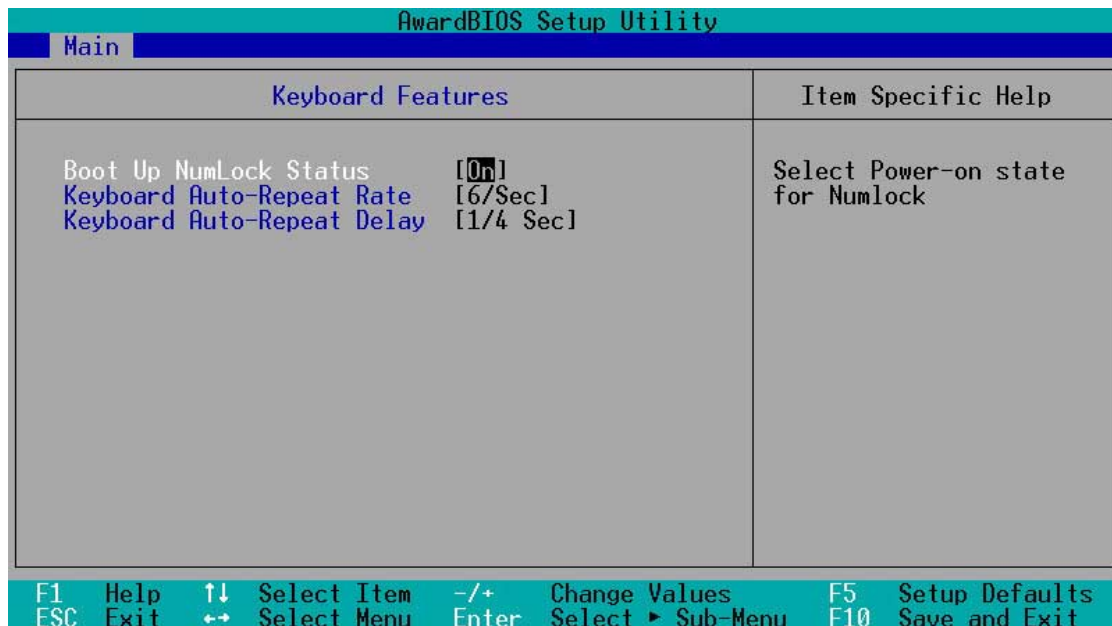 AwardBIOS Setup Utility
Main
Keyboard Features
Item Specific Help
Boot Up NumLock Status [On]
Keyboard Auto-Repeat Rate [6/Sec]
Keyboard Auto-Repeat Delay [1/4 Sec]
Select Power-on state
for Numlock
F1 Help ↑↓ Select Item -/+ Change Values F5 Setup Defaults
ESC Exit ←→ Select Menu Enter Select ► Sub-Menu F10 Save and Exit